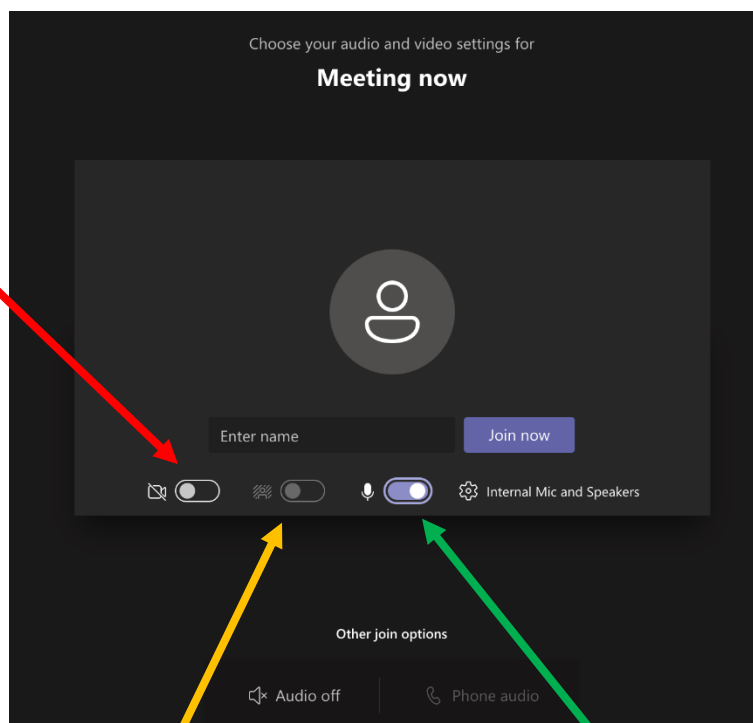 Choose your audio and video settings for
Meeting now
Enter name
Join now
Internal Mic and Speakers
Other join options
Audio off
Phone audio